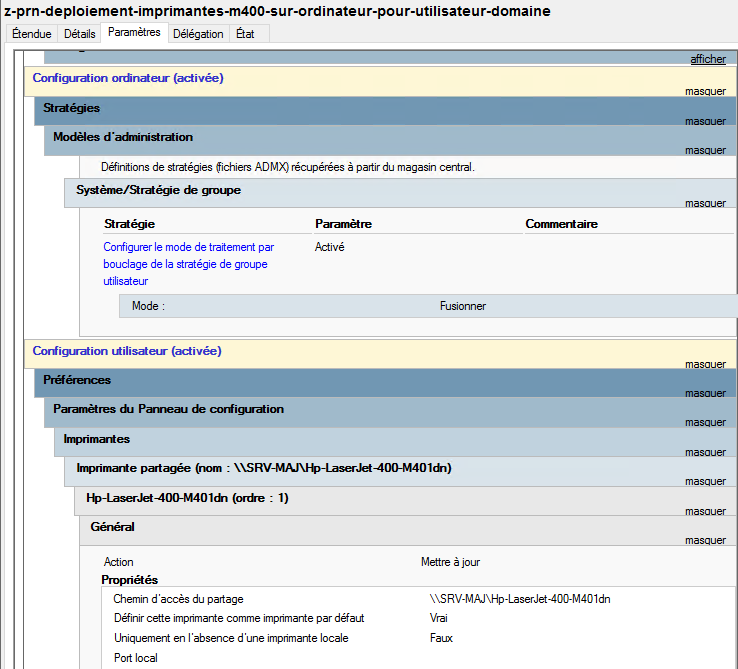 z-prn-deploiement-imprimantes-m400-sur-ordinateur-pour-utilisateur-domaine
Étendue Détails Paramètres Délégation État
afficher
Configuration ordinateur (activée)
masquer
Stratégies
masquer
Modèles d'administration
masquer
Définitions de stratégies (fichiers ADMX) récupérées à partir du magasin central.
Système/Stratégie de groupe
masquer
Stratégie Paramètre Commentaire
Configurer le mode de traitement par Activé
bouclage de la stratégie de groupe
utilisateur
Mode : Fusionner
Configuration utilisateur (activée)
masquer
Préférences
masquer
Paramètres du Panneau de configuration
masquer
Imprimantes
masquer
Imprimante partagée (nom : \\SRV-MAJ\Hp-LaserJet-400-M401dn)
masquer
Hp-LaserJet-400-M401dn (ordre : 1)
masquer
Général
masquer
Action Mettre à jour
Propriétés
Chemin d'accès du partage \\SRV-MAJ\Hp-LaserJet-400-M401dn
Définir cette imprimante comme imprimante par défaut Vrai
Uniquement en l'absence d'une imprimante locale Faux
Port local